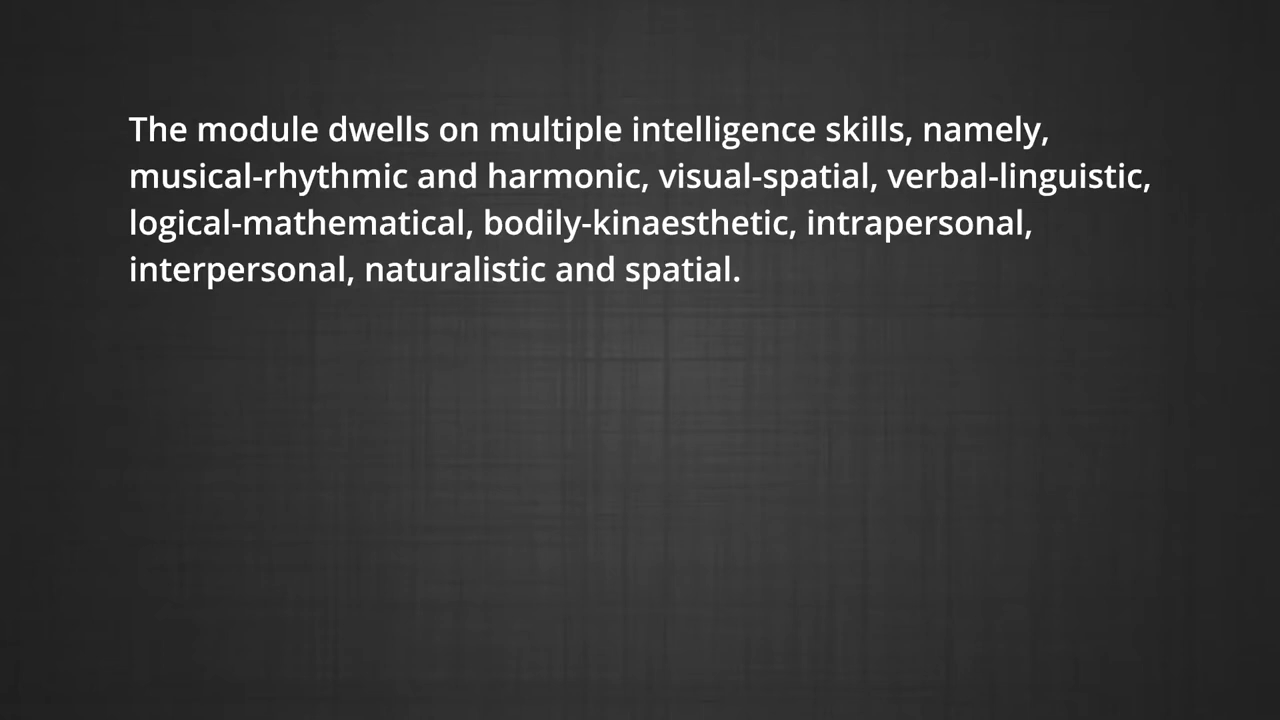 The module dwells on multiple intelligence skills, namely,
musical-rhythmic and harmonic, visual-spatial, verbal-linguistic,
logical-mathematical, bodily-kinaesthetic, intrapersonal,
interpersonal, naturalistic and spatial.